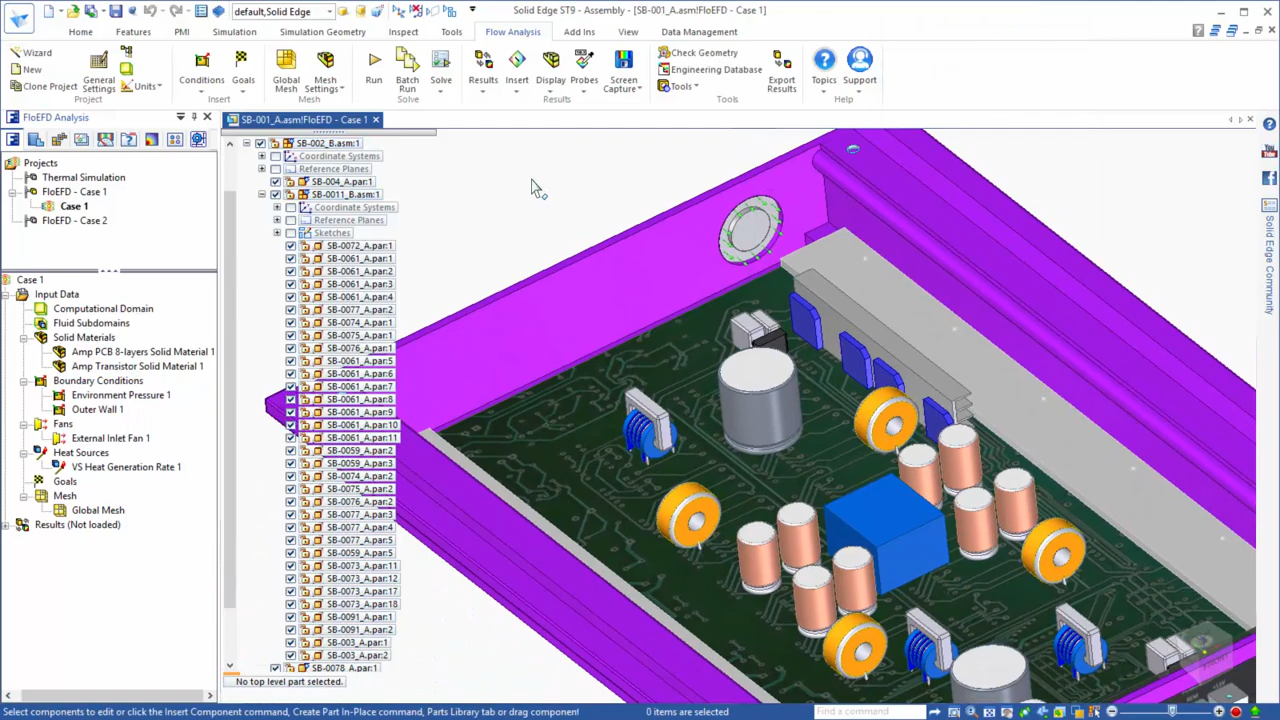 default,Solid Edge
Solid Edge ST9 - Assembly - [SB-001_A.asm!FloEFD - Case 1]
Home Features PMI Simulation Simulation Geometry Inspect Tools Flow Analysis Add Ins View Data Management
Wizard
New
Clone Project
General Settings
Units
Project
Conditions Goals
Insert
Global Mesh
Mesh Settings
Mesh
Run
Batch Run
Solve
Solve
Results Insert Display Probes
Screen Capture
Results
Check Geometry
Engineering Database
Tools
Export Results
Tools
Topics Support
Help
FloEFD Analysis
SB-001_A.asm!FloEFD - Case 1
Projects
Thermal Simulation
FloEFD - Case 1
Case 1
FloEFD - Case 2
Case 1
Input Data
Computational Domain
Fluid Subdomains
Solid Materials
Amp PCB 8-layers Solid Material 1
Amp Transistor Solid Material 1
Boundary Conditions
Environment Pressure 1
Outer Wall 1
Fans
External Inlet Fan 1
Heat Sources
VS Heat Generation Rate 1
Goals
Mesh
Global Mesh
Results (Not loaded)
SB-002_B.asm:1
Coordinate Systems
Reference Planes
SB-004_A.par:1
SB-0011_B.asm:1
Coordinate Systems
Reference Planes
Sketches
SB-0072_A.par:1
SB-0061_A.par:1
SB-0061_A.par:2
SB-0061_A.par:3
SB-0061_A.par:4
SB-0077_A.par:2
SB-0074_A.par:1
SB-0075_A.par:1
SB-0076_A.par:1
SB-0061_A.par:5
SB-0061_A.par:6
SB-0061_A.par:7
SB-0061_A.par:8
SB-0061_A.par:9
SB-0061_A.par:10
SB-0061_A.par:11
SB-0059_A.par:2
SB-0059_A.par:3
SB-0074_A.par:2
SB-0075_A.par:2
SB-0076_A.par:2
SB-0077_A.par:3
SB-0077_A.par:4
SB-0077_A.par:5
SB-0059_A.par:5
SB-0073_A.par:11
SB-0073_A.par:12
SB-0073_A.par:17
SB-0073_A.par:18
SB-0091_A.par:1
SB-0091_A.par:2
SB-003_A.par:1
SB-003_A.par:2
SB-0078_A.par:1
No top level part selected.
Solid Edge Community
Select components to edit or click the Insert Component command, Create Part In-Place command, Parts Library tab or drag component!
0 items are selected
Find a command